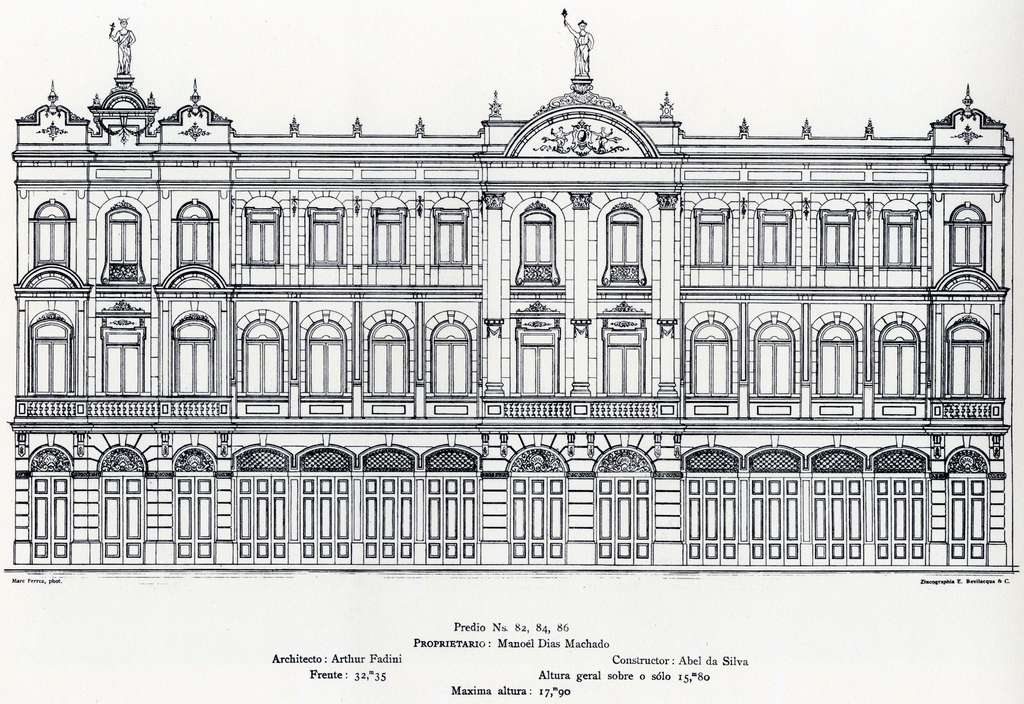 Marc Ferrez, phot.
Zincographia E. Bevilacqua & C.
Predio Ns. 82, 84, 86
PROPRIETARIO: Manoél Dias Machado
Architecto: Arthur Fadini
Constructor: Abel da Silva
Frente: 32,ᵐ35
Altura geral sobre o sólo 15,ᵐ80
Maxima altura: 17,ᵐ90